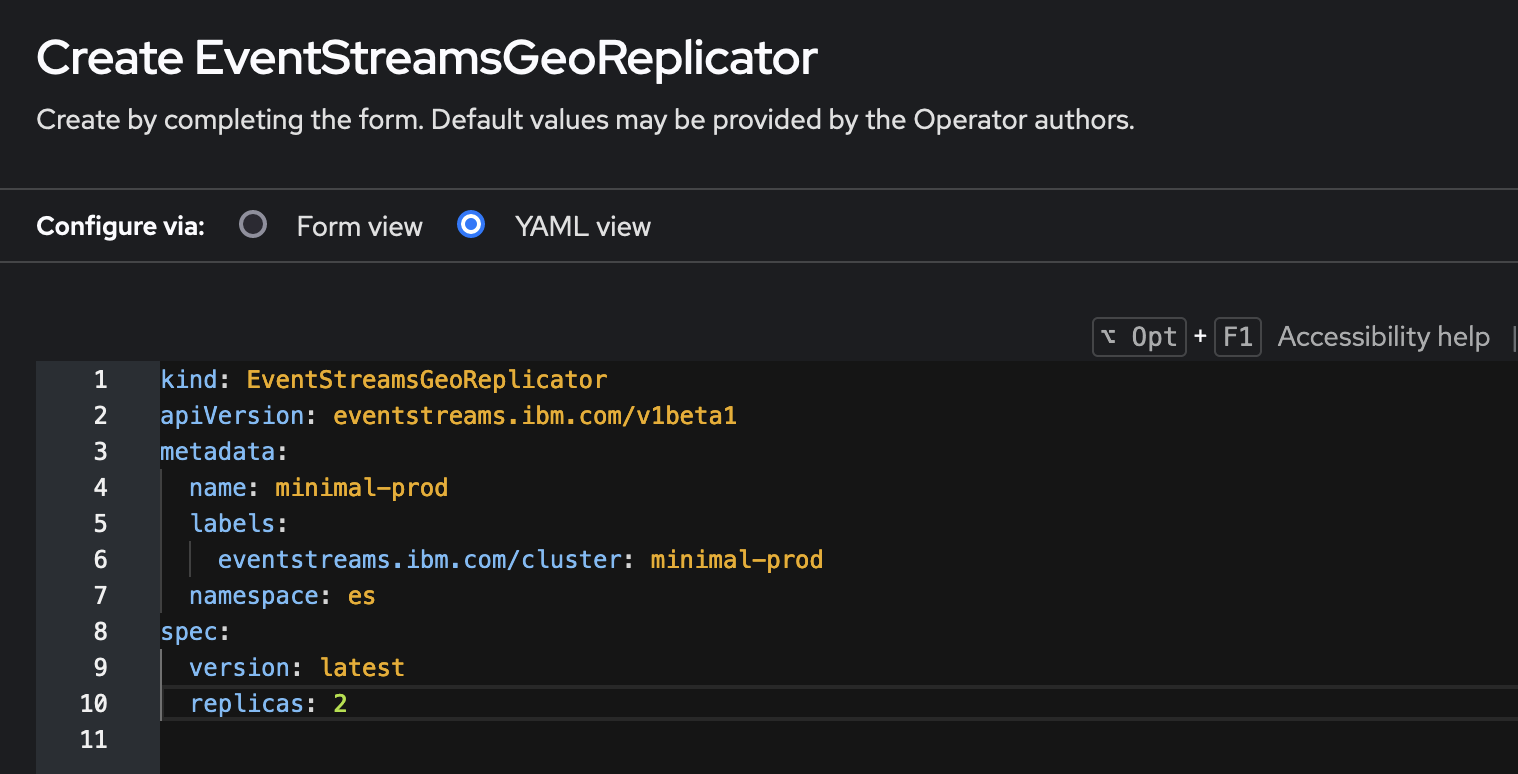 Create EventStreamsGeoReplicator
Create by completing the form. Default values may be provided by the Operator authors.
Configure via: Form view YAML view
⌥ Opt + F1 Accessibility help |
1 kind: EventStreamsGeoReplicator
2 apiVersion: eventstreams.ibm.com/v1beta1
3 metadata:
4   name: minimal-prod
5   labels:
6     eventstreams.ibm.com/cluster: minimal-prod
7   namespace: es
8 spec:
9   version: latest
10   replicas: 2
11